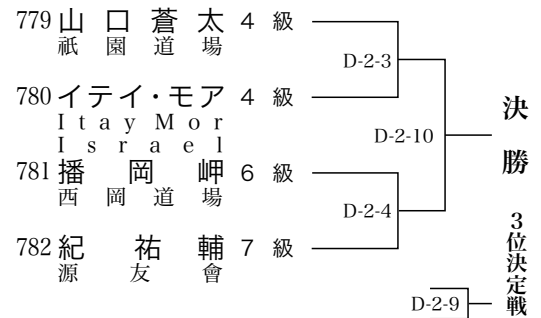 779 山口蒼太 4 級
祇園道場
D-2-3
780 イテイ・モア 4 級
Itay Mor
Israel
D-2-10
決勝
781 播岡岬 6 級
西岡道場
D-2-4
782 紀祐輔 7 級
源友會
3位決定戦
D-2-9